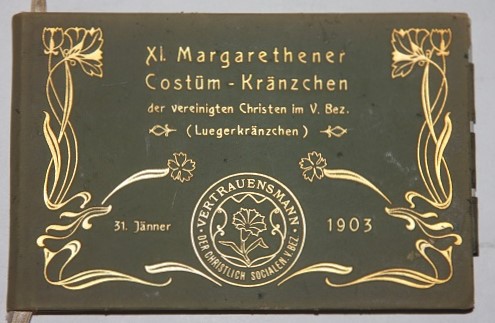 XI. Margarethener
Costüm - Kränzchen
der vereinigten Christen im V. Bez.
(Luegerkränzchen)
VERTRAUENSMANN
DER CHRISTLICH SOCIALEN. V. BEZ.
31. Jänner
1903